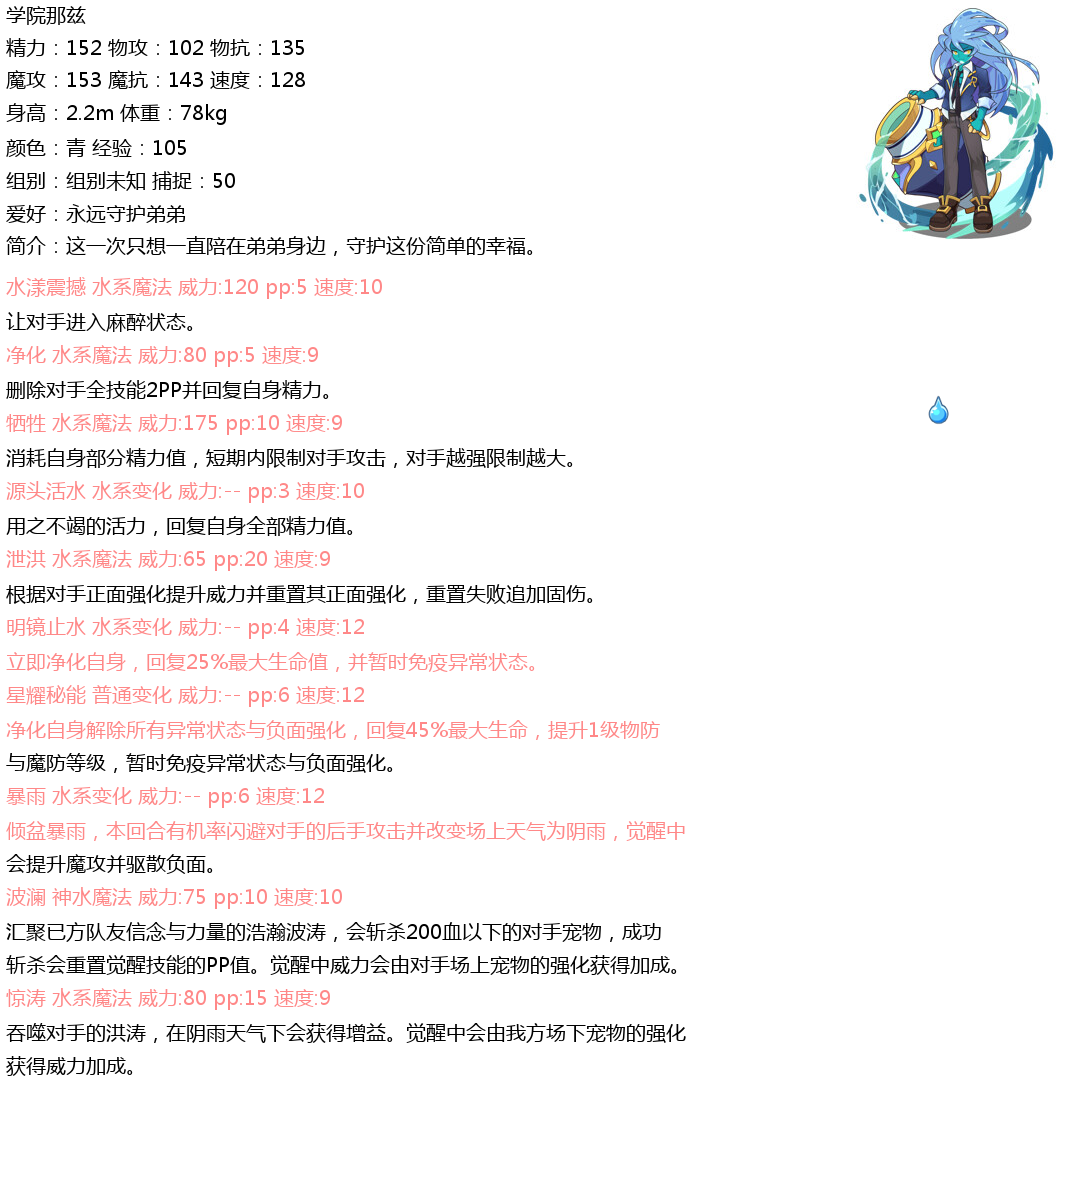 学院那兹
精力：152 物攻：102 物抗：135
魔攻：153 魔抗：143 速度：128
身高：2.2m 体重：78kg
颜色：青 经验：105
组别：组别未知 捕捉：50
爱好：永远守护弟弟
简介：这一次只想一直陪在弟弟身边，守护这份简单的幸福。
水漾震撼 水系魔法 威力:120 pp:5 速度:10
让对手进入麻醉状态。
净化 水系魔法 威力:80 pp:5 速度:9
删除对手全技能2PP并回复自身精力。
牺牲 水系魔法 威力:175 pp:10 速度:9
消耗自身部分精力值，短期内限制对手攻击，对手越强限制越大。
源头活水 水系变化 威力:-- pp:3 速度:10
用之不竭的活力，回复自身全部精力值。
泄洪 水系魔法 威力:65 pp:20 速度:9
根据对手正面强化提升威力并重置其正面强化，重置失败追加固伤。
明镜止水 水系变化 威力:-- pp:4 速度:12
立即净化自身，回复25%最大生命值，并暂时免疫异常状态。
星耀秘能 普通变化 威力:-- pp:6 速度:12
净化自身解除所有异常状态与负面强化，回复45%最大生命，提升1级物防
与魔防等级，暂时免疫异常状态与负面强化。
暴雨 水系变化 威力:-- pp:6 速度:12
倾盆暴雨，本回合有机率闪避对手的后手攻击并改变场上天气为阴雨，觉醒中
会提升魔攻并驱散负面。
波澜 神水魔法 威力:75 pp:10 速度:10
汇聚已方队友信念与力量的浩瀚波涛，会斩杀200血以下的对手宠物，成功
斩杀会重置觉醒技能的PP值。觉醒中威力会由对手场上宠物的强化获得加成。
惊涛 水系魔法 威力:80 pp:15 速度:9
吞噬对手的洪涛，在阴雨天气下会获得增益。觉醒中会由我方场下宠物的强化
获得威力加成。